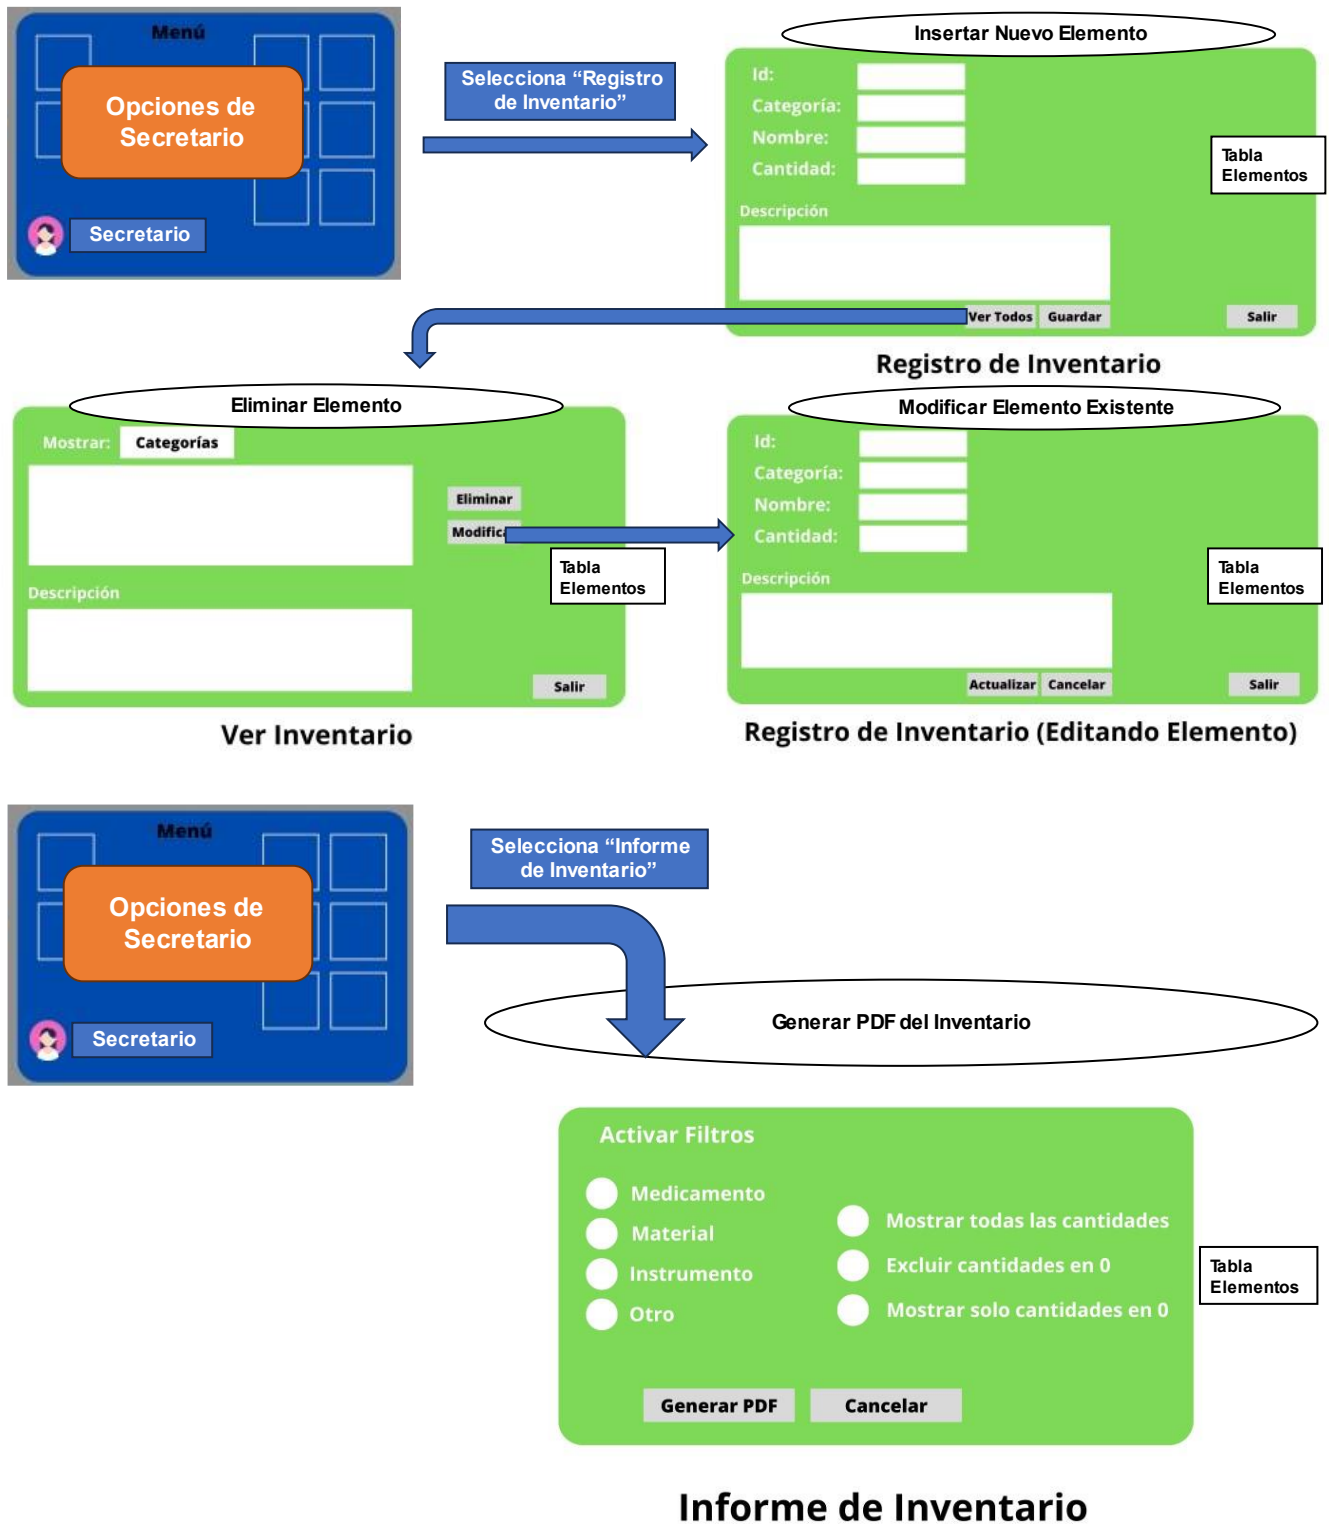 Menú
Opciones de
Secretario
Secretario
Selecciona “Registro
de Inventario”
Insertar Nuevo Elemento
Id:
Categoría:
Nombre:
Cantidad:
Descripción
Tabla
Elementos
Ver Todos
Guardar
Salir
Registro de Inventario
Eliminar Elemento
Mostrar:
Categorías
Eliminar
Modifica
Tabla
Elementos
Descripción
Salir
Ver Inventario
Modificar Elemento Existente
Id:
Categoría:
Nombre:
Cantidad:
Descripción
Tabla
Elementos
Actualizar
Cancelar
Salir
Registro de Inventario (Editando Elemento)
Menú
Opciones de
Secretario
Secretario
Selecciona “Informe
de Inventario”
Generar PDF del Inventario
Activar Filtros
Medicamento
Material
Instrumento
Otro
Mostrar todas las cantidades
Excluir cantidades en 0
Mostrar solo cantidades en 0
Tabla
Elementos
Generar PDF
Cancelar
Informe de Inventario